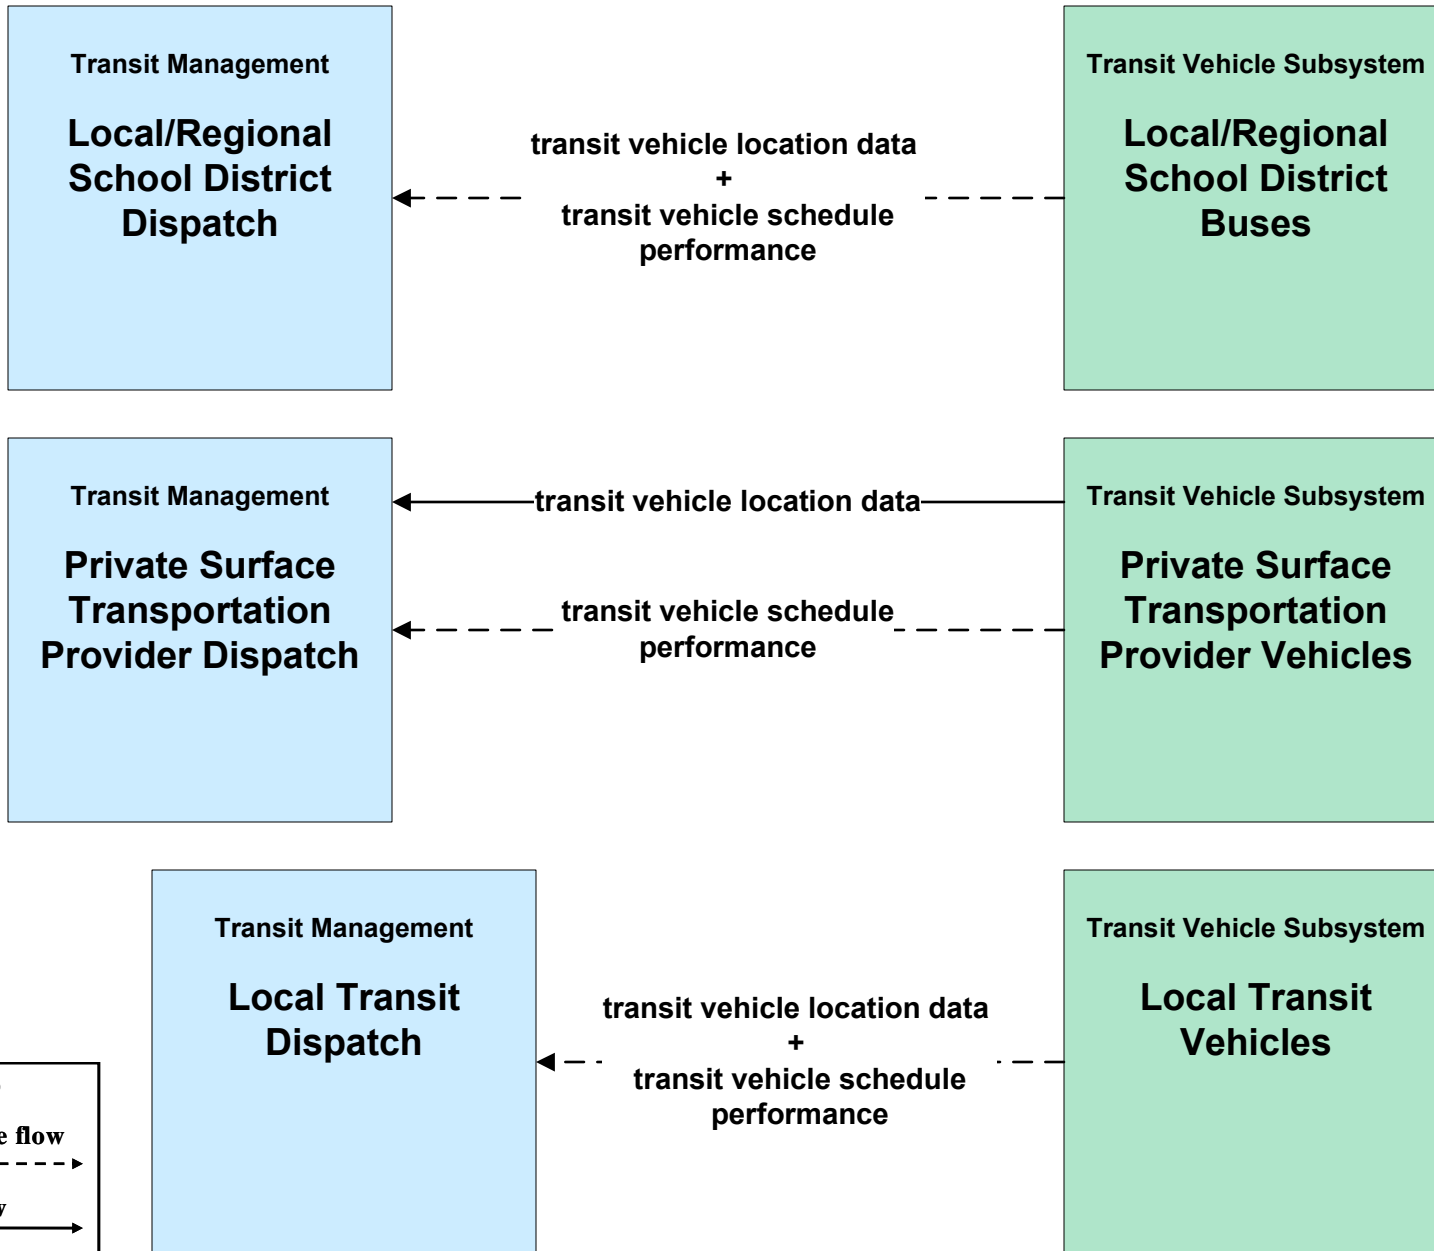 Transit Management
Local/Regional
School District
Dispatch
transit vehicle location data
+
transit vehicle schedule
performance
Transit Vehicle Subsystem
Local/Regional
School District
Buses
Transit Management
Private Surface
Transportation
Provider Dispatch
transit vehicle location data
transit vehicle schedule
performance
Transit Vehicle Subsystem
Private Surface
Transportation
Provider Vehicles
Transit Management
Local Transit
Dispatch
transit vehicle location data
+
transit vehicle schedule
performance
Transit Vehicle Subsystem
Local Transit
Vehicles
flow